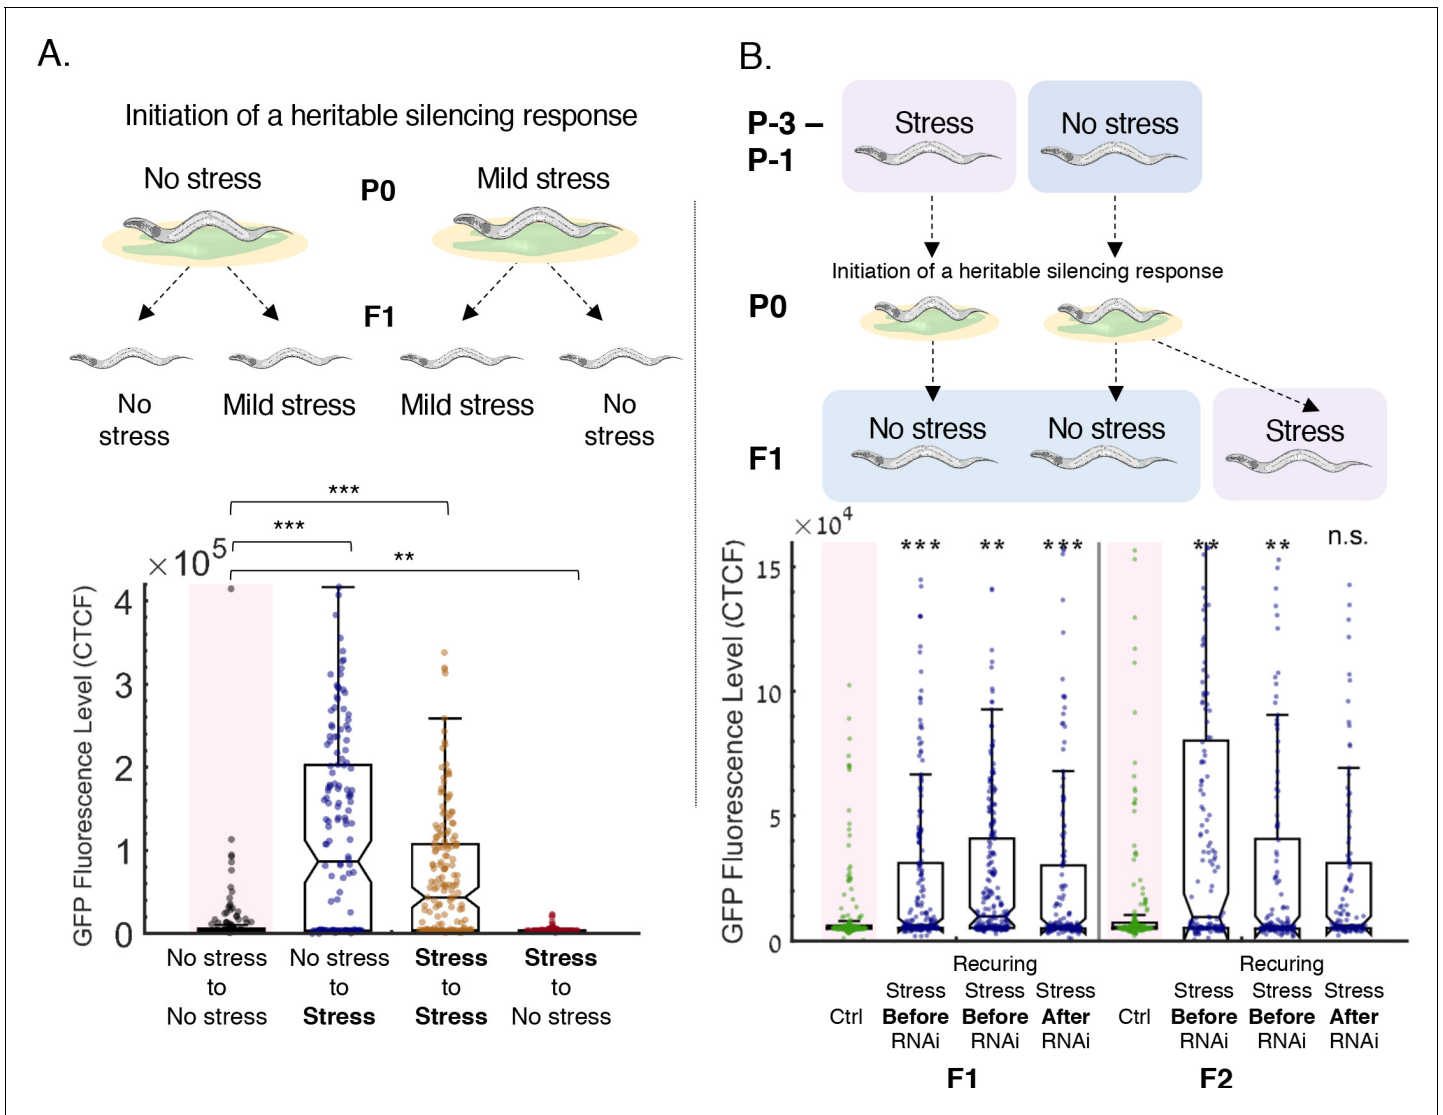 A.
Initiation of a heritable silencing response
No stress
P0
Mild stress
F1
No
stress
Mild stress
Mild stress
No
stress
***
***
**
×10^5
GFP Fluorescence Level (CTCF)
4
3
2
1
0
No stress
to
No stress
No stress
to
Stress
Stress
to
Stress
Stress
to
No stress
B.
P-3 –
P-1
Stress
No stress
Initiation of a heritable silencing response
P0
F1
No stress
No stress
Stress
×10^4
GFP Fluorescence Level (CTCF)
15
10
5
0
***
**
***
**
**
n.s.
Ctrl
Stress
Before
RNAi
Recuring
Stress
Before
RNAi
Stress
After
RNAi
F1
Ctrl
Stress
Before
RNAi
Recuring
Stress
Before
RNAi
Stress
After
RNAi
F2